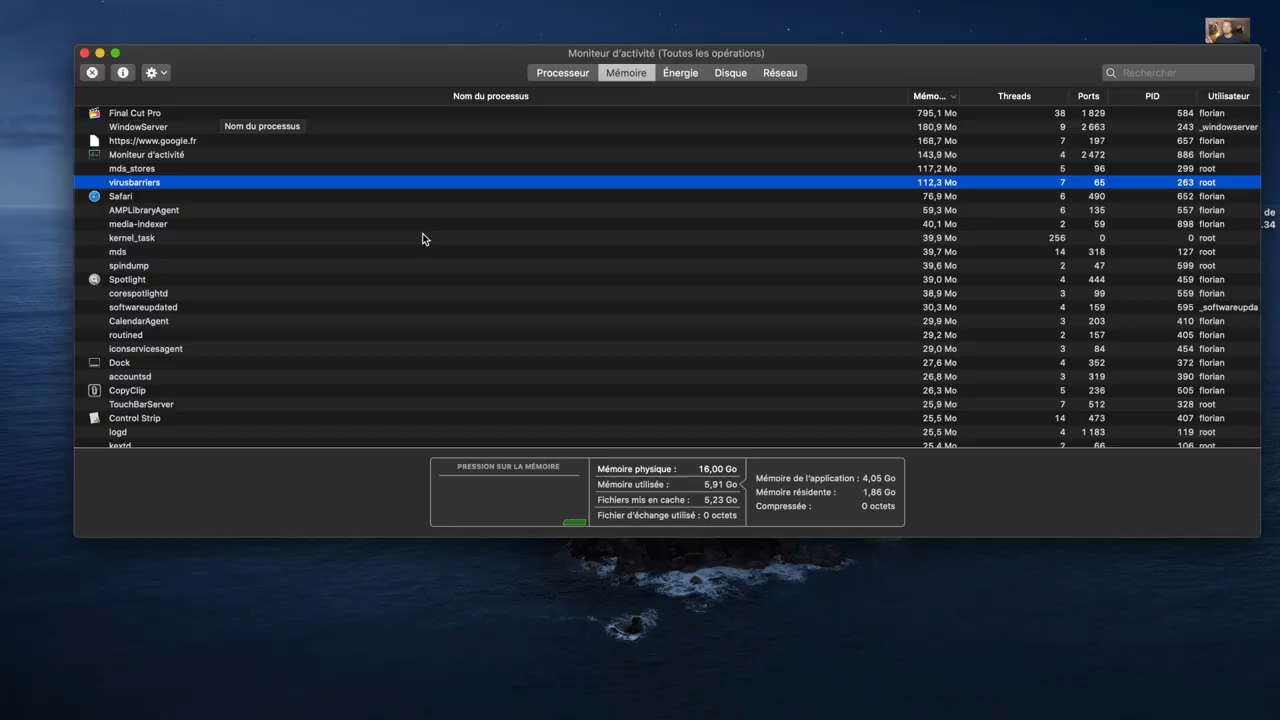 Moniteur d'activité (Toutes les opérations)
Processeur Mémoire Énergie Disque Réseau Rechercher
Nom du processus Mémo... Threads Ports PID Utilisateur
Final Cut Pro 795,1 Mo 38 1 829 584 florian
WindowServer 180,9 Mo 9 2 663 243 _windowserver
Nom du processus
https://www.google.fr 168,7 Mo 7 197 657 florian
Moniteur d'activité 143,9 Mo 4 2 472 886 florian
mds_stores 117,2 Mo 5 96 299 root
virusbarriers 112,3 Mo 7 65 263 root
Safari 76,9 Mo 6 490 652 florian
AMPLibraryAgent 59,3 Mo 6 135 557 florian
de
media-indexer 40,1 Mo 2 59 898 florian
.34
kernel_task 39,9 Mo 256 0 0 root
mds 39,7 Mo 14 318 127 root
spindump 39,6 Mo 2 47 599 root
Spotlight 39,0 Mo 4 444 459 florian
corespotlightd 38,9 Mo 3 99 559 florian
softwareupdated 30,3 Mo 4 159 595 _softwareupda
CalendarAgent 29,9 Mo 3 203 410 florian
routined 29,2 Mo 2 157 405 florian
iconservicesagent 29,0 Mo 3 84 454 florian
Dock 27,6 Mo 4 352 372 florian
accountsd 26,8 Mo 3 319 390 florian
CopyClip 26,3 Mo 5 236 505 florian
TouchBarServer 25,9 Mo 7 512 328 root
Control Strip 25,5 Mo 14 473 407 florian
logd 25,5 Mo 4 1 183 119 root
kextd 25,4 Mo 2 66 106 root
PRESSION SUR LA MÉMOIRE
Mémoire physique : 16,00 Go
Mémoire utilisée : 5,91 Go
Fichiers mis en cache : 5,23 Go
Fichier d'échange utilisé : 0 octets
Mémoire de l'application : 4,05 Go
Mémoire résidente : 1,86 Go
Compressée : 0 octets